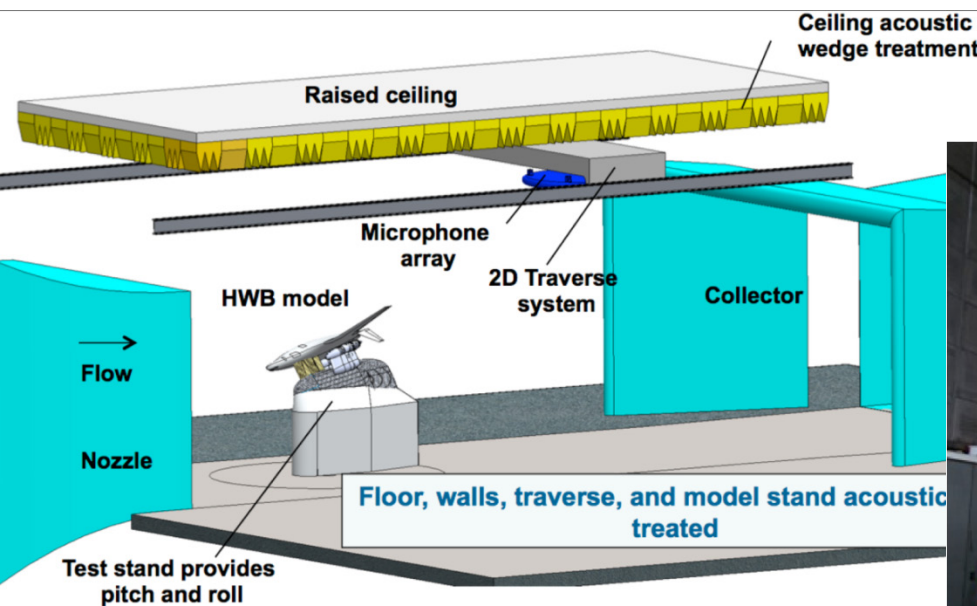 Ceiling acoustic
wedge treatment
Raised ceiling
Microphone
array
2D Traverse
system
Collector
HWB model
Flow
Nozzle
Floor, walls, traverse, and model stand acoustic
treated
Test stand provides
pitch and roll